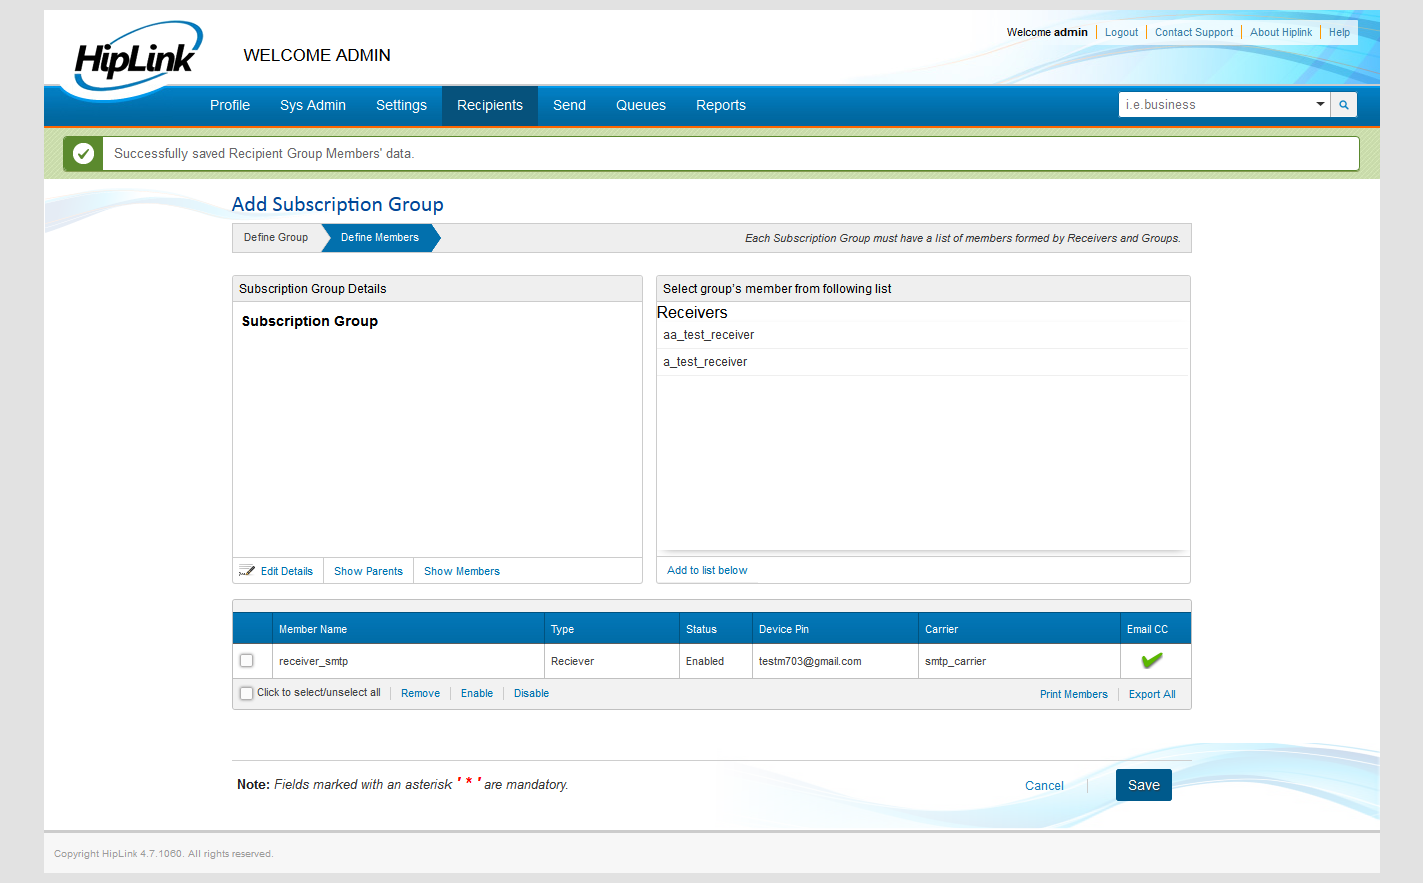 HipLink
WELCOME ADMIN
Welcome admin Logout Contact Support About Hiplink Help
Profile Sys Admin Settings Recipients Send Queues Reports
i.e.business
Successfully saved Recipient Group Members' data.
Add Subscription Group
Define Group Define Members Each Subscription Group must have a list of members formed by Receivers and Groups.
Subscription Group Details
Subscription Group
Edit Details Show Parents Show Members
Select group's member from following list
Receivers
aa_test_receiver
a_test_receiver
Add to list below
Member Name Type Status Device Pin Carrier Email CC
receiver_smtp Reciever Enabled testm703@gmail.com smtp_carrier
Click to select/unselect all Remove Enable Disable Print Members Export All
Note: Fields marked with an asterisk ' * ' are mandatory.
Cancel Save
Copyright HipLink 4.7.1060. All rights reserved.